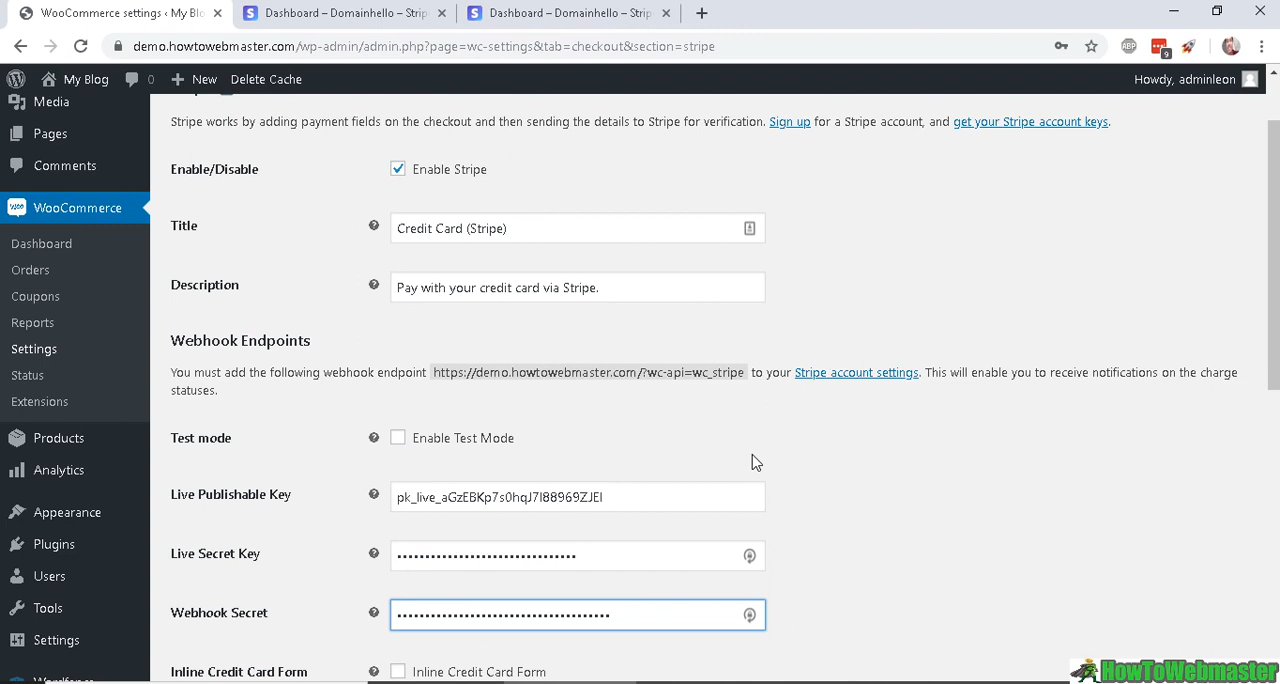 WooCommerce settings ‹ My Blo
Dashboard – Domainhello – Strip
Dashboard – Domainhello – Strip
demo.howtowebmaster.com/wp-admin/admin.php?page=wc-settings&tab=checkout&section=stripe
ABP
9
My Blog
0
New
Delete Cache
Howdy, adminleon
Media
Pages
Comments
WooCommerce
Dashboard
Orders
Coupons
Reports
Settings
Status
Extensions
Products
Analytics
Appearance
Plugins
Users
Tools
Settings
Wordfence
Stripe works by adding payment fields on the checkout and then sending the details to Stripe for verification. Sign up for a Stripe account, and get your Stripe account keys.
Enable/Disable
Enable Stripe
Title
Credit Card (Stripe)
Description
Pay with your credit card via Stripe.
Webhook Endpoints
You must add the following webhook endpoint https://demo.howtowebmaster.com/?wc-api=wc_stripe to your Stripe account settings. This will enable you to receive notifications on the charge
statuses.
Test mode
Enable Test Mode
Live Publishable Key
pk_live_aGzEBKp7s0hqJ7l88969ZJEl
Live Secret Key
Webhook Secret
Inline Credit Card Form
Inline Credit Card Form
HowToWebmaster